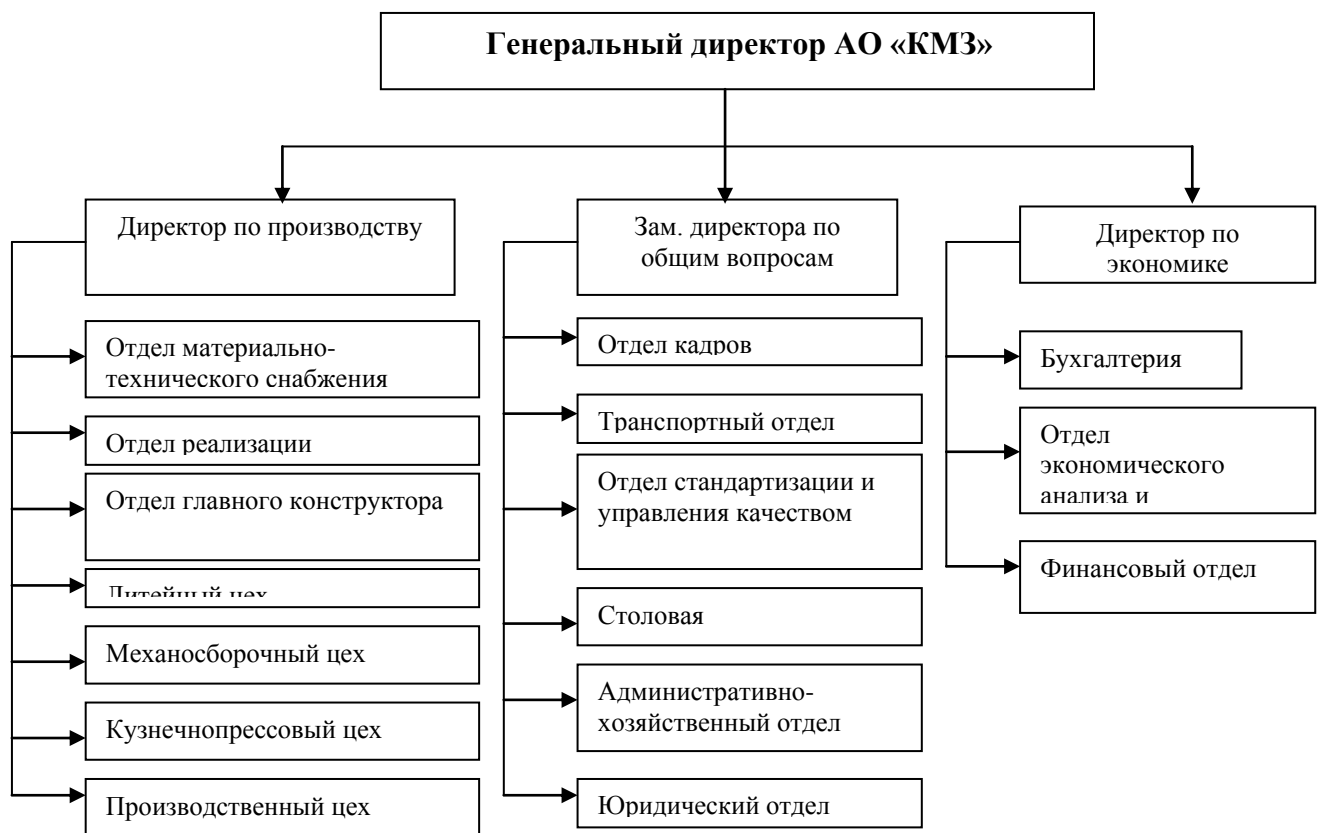 Генеральный директор АО «КМЗ»
Директор по производству
Отдел материально-
технического снабжения
Отдел реализации
Отдел главного конструктора
Литейный цех
Механосборочный цех
Кузнечнопрессовый цех
Производственный цех
Зам. директора по
общим вопросам
Отдел кадров
Транспортный отдел
Отдел стандартизации и
управления качеством
Столовая
Административно-
хозяйственный отдел
Юридический отдел
Директор по
экономике
Бухгалтерия
Отдел
экономического
анализа и
Финансовый отдел